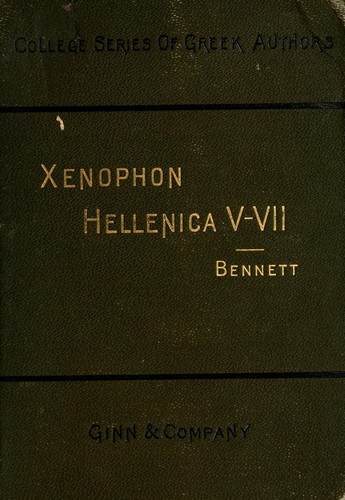 College Series Of Greek Authors
Xenophon
Hellenica V-VII
Bennett
Ginn & Company